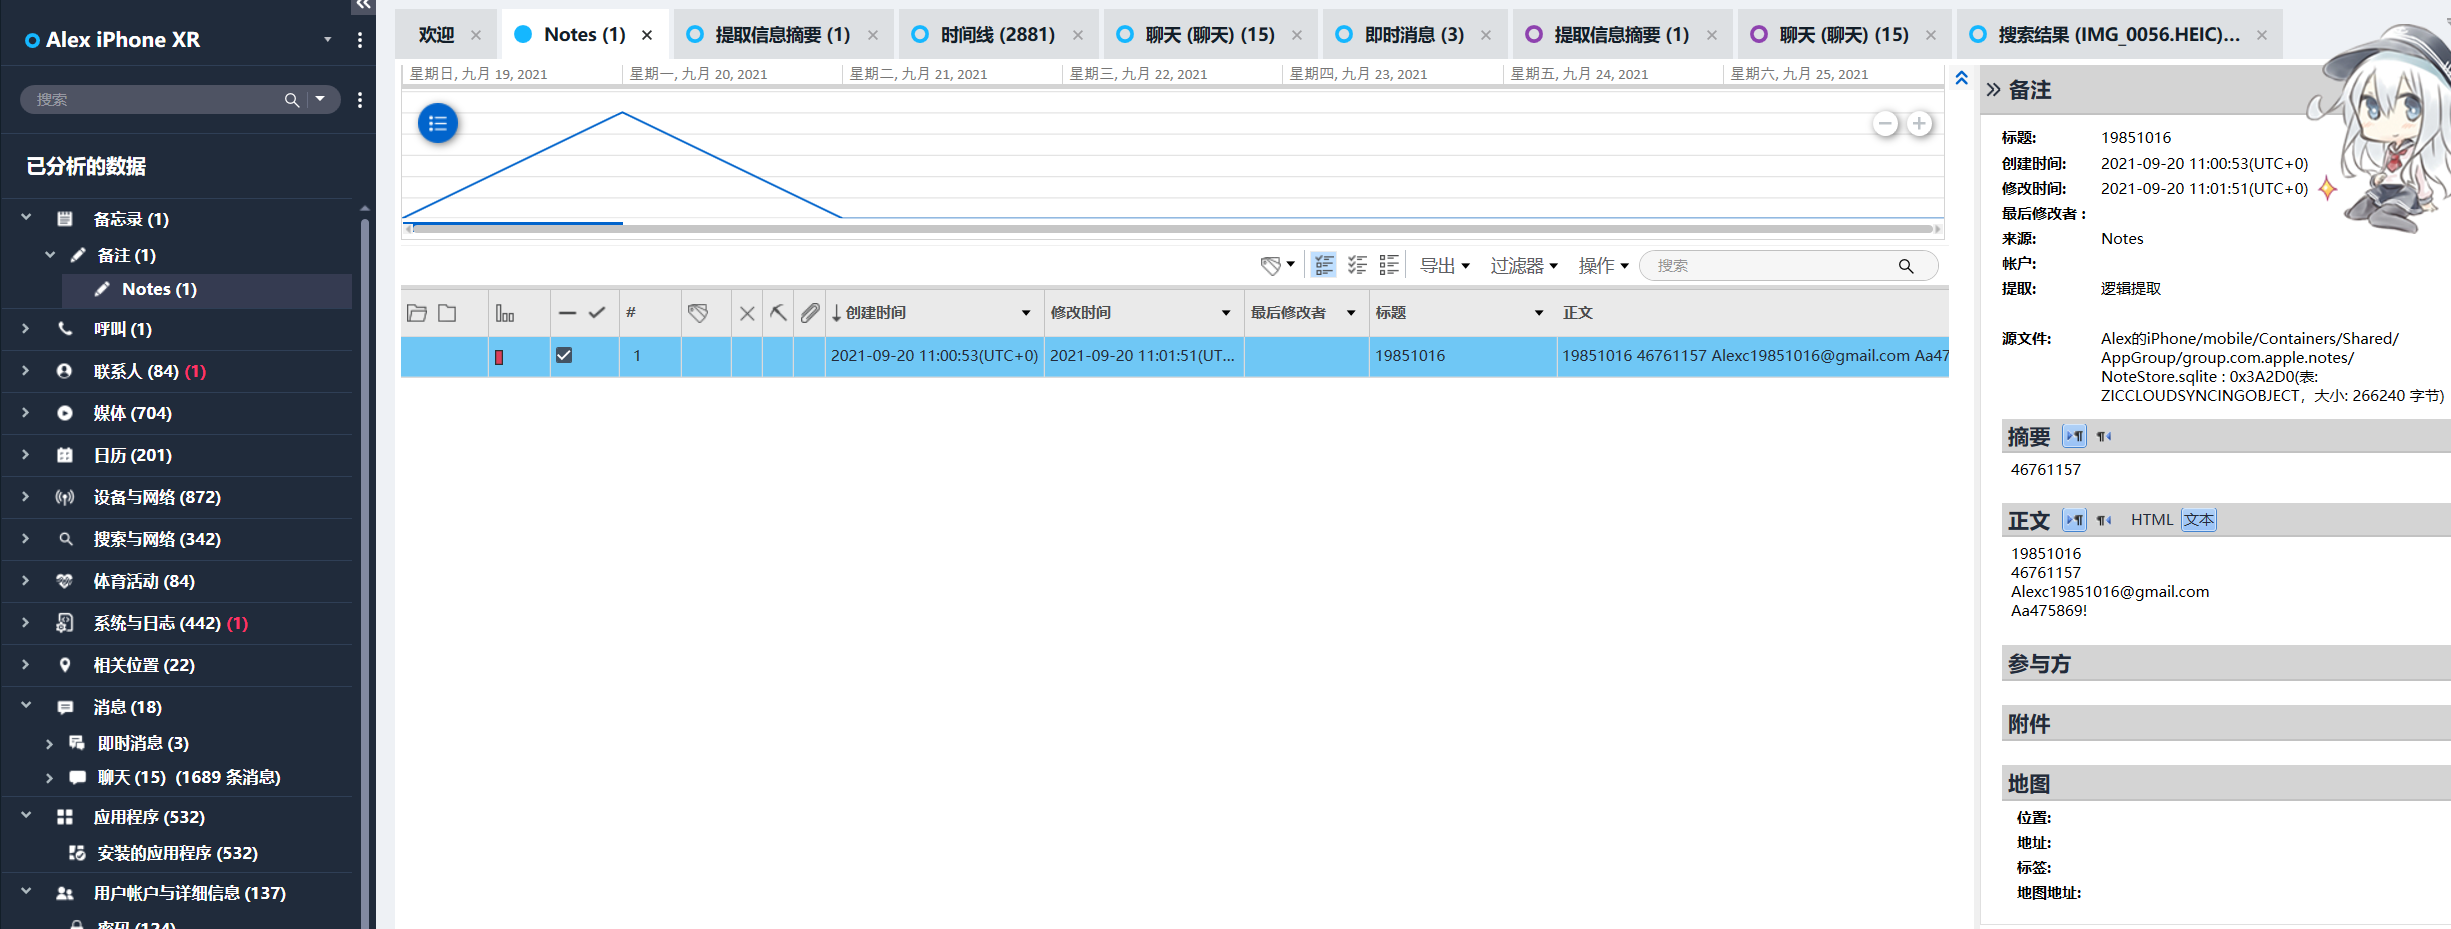 Alex iPhone XR
搜索
已分析的数据
备忘录 (1)
备注 (1)
Notes (1)
呼叫 (1)
联系人 (84) (1)
媒体 (704)
日历 (201)
设备与网络 (872)
搜索与网络 (342)
体育活动 (84)
系统与日志 (442) (1)
相关位置 (22)
消息 (18)
即时消息 (3)
聊天 (15) (1689 条消息)
应用程序 (532)
安装的应用程序 (532)
用户帐户与详细信息 (137)
密码 (124)
欢迎
Notes (1)
提取信息摘要 (1)
时间线 (2881)
聊天 (聊天) (15)
即时消息 (3)
提取信息摘要 (1)
聊天 (聊天) (15)
搜索结果 (IMG_0056.HEIC)...
星期日, 九月 19, 2021
星期一, 九月 20, 2021
星期二, 九月 21, 2021
星期三, 九月 22, 2021
星期四, 九月 23, 2021
星期五, 九月 24, 2021
星期六, 九月 25, 2021
导出
过滤器
操作
搜索
# 创建时间 修改时间 最后修改者 标题 正文
1 2021-09-20 11:00:53(UTC+0) 2021-09-20 11:01:51(UT... 19851016 19851016 46761157 Alexc19851016@gmail.com Aa47
备注
标题: 19851016
创建时间: 2021-09-20 11:00:53(UTC+0)
修改时间: 2021-09-20 11:01:51(UTC+0)
最后修改者：
来源: Notes
帐户:
提取: 逻辑提取
源文件: Alex的iPhone/mobile/Containers/Shared/
AppGroup/group.com.apple.notes/
NoteStore.sqlite : 0x3A2D0(表:
ZICCLOUDSYNCINGOBJECT，大小: 266240 字节)
摘要
46761157
正文 HTML 文本
19851016
46761157
Alexc19851016@gmail.com
Aa475869!
参与方
附件
地图
位置:
地址:
标签:
地图地址: